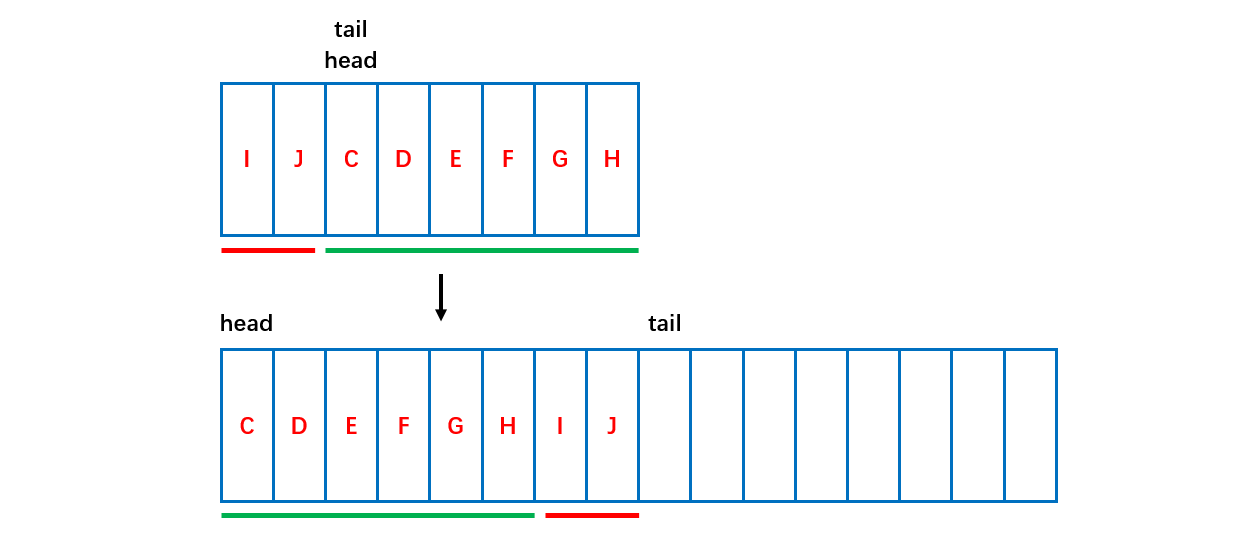 tail
head
I J C D E F G H
head tail
C D E F G H I J